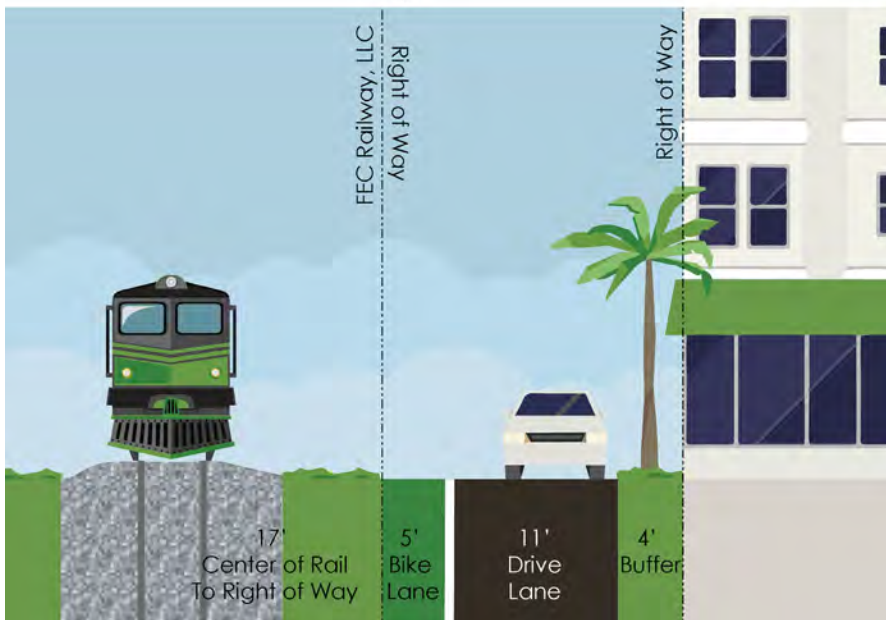 FEC Railway, LLC
Right of Way
Right of Way
17'
Center of Rail
To Right of Way
5'
Bike
Lane
11'
Drive
Lane
4'
Buffer